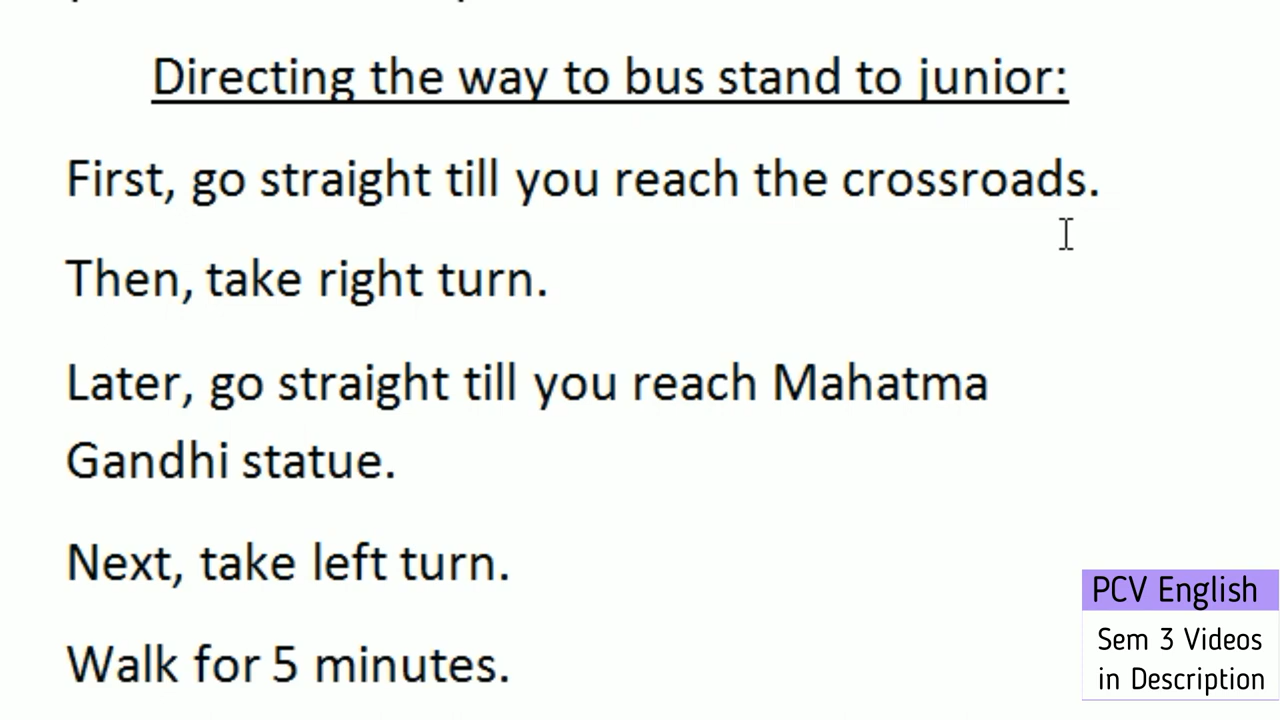 Directing the way to bus stand to junior:
First, go straight till you reach the crossroads.
Then, take right turn.
Later, go straight till you reach Mahatma
Gandhi statue.
Next, take left turn.
Walk for 5 minutes.
PCV English
Sem 3 Videos
in Description